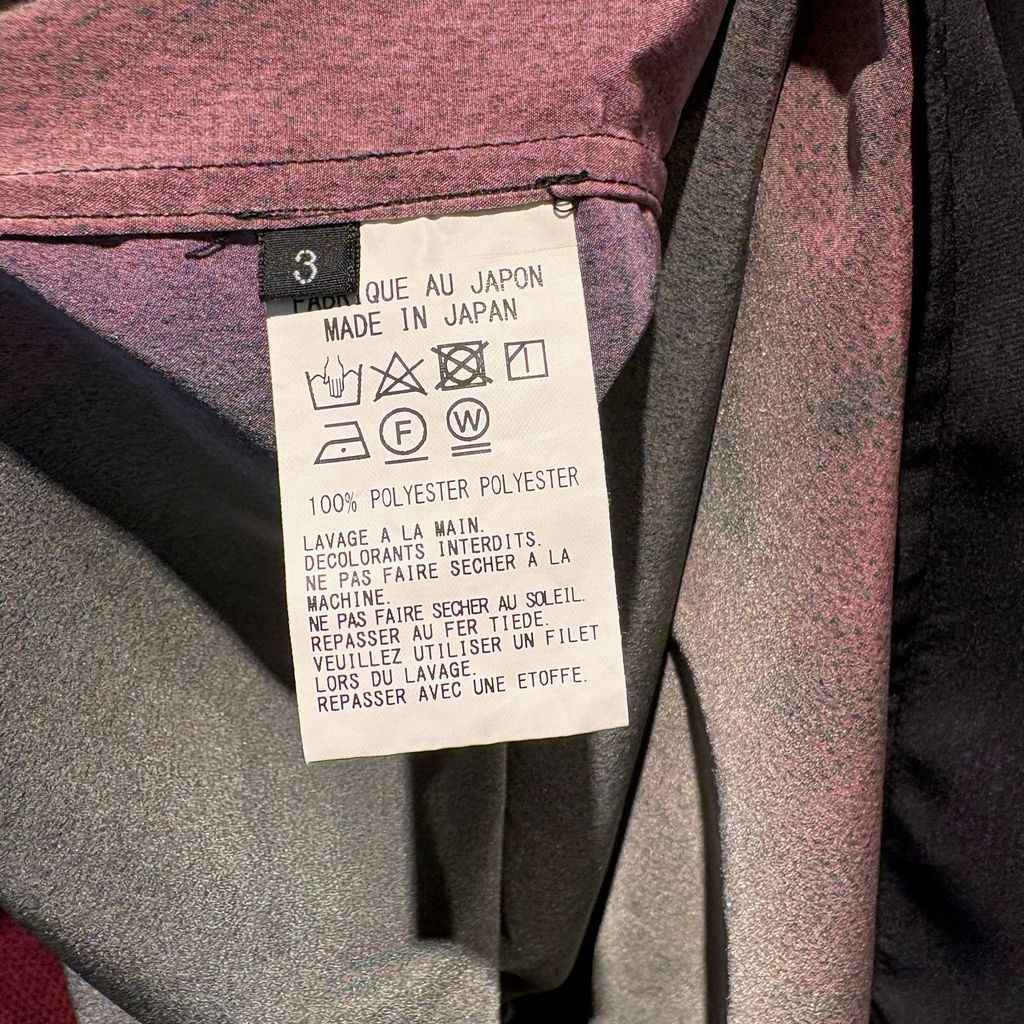 3
FABRIQUE AU JAPON
MADE IN JAPAN
F W
100% POLYESTER POLYESTER
LAVAGE A LA MAIN.
DECOLORANTS INTERDITS.
NE PAS FAIRE SECHER A LA
MACHINE.
NE PAS FAIRE SECHER AU SOLEIL.
REPASSER AU FER TIEDE.
VEUILLEZ UTILISER UN FILET
LORS DU LAVAGE.
REPASSER AVEC UNE ETOFFE.